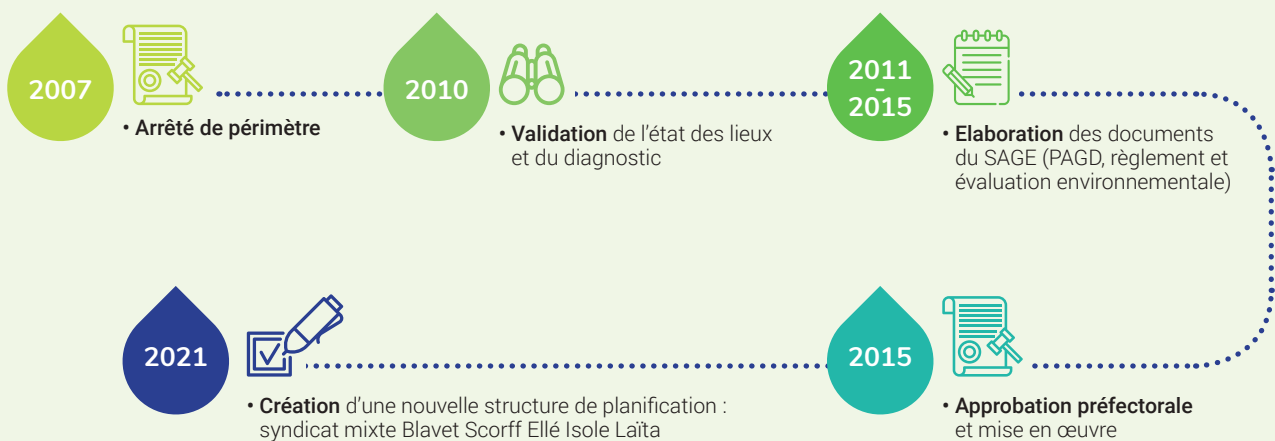 2007
• Arrêté de périmètre
2010
• Validation de l'état des lieux
et du diagnostic
2011
-
2015
• Elaboration des documents
du SAGE (PAGD, règlement et
évaluation environnementale)
2015
• Approbation préfectorale
et mise en œuvre
2021
• Création d'une nouvelle structure de planification :
syndicat mixte Blavet Scorff Ellé Isole Laïta